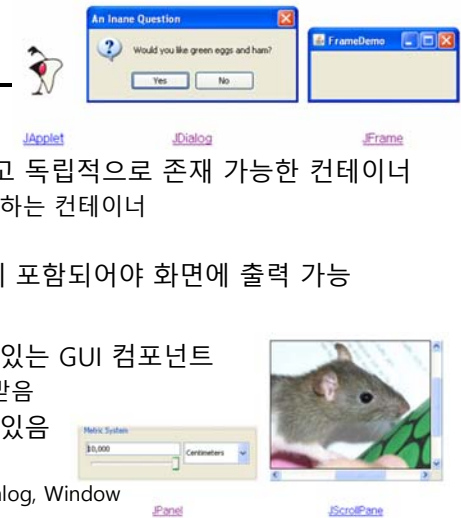 An Inane Question
Would you like green eggs and ham?
Yes No
FrameDemo
JApplet JDialog JFrame
고 독립적으로 존재 가능한 컨테이너
하는 컨테이너
포함되어야 화면에 출력 가능
있는 GUI 컴포넌트
받음
있음
Metric System
10,000 Centimeters
alog, Window
JPanel JScrollPane